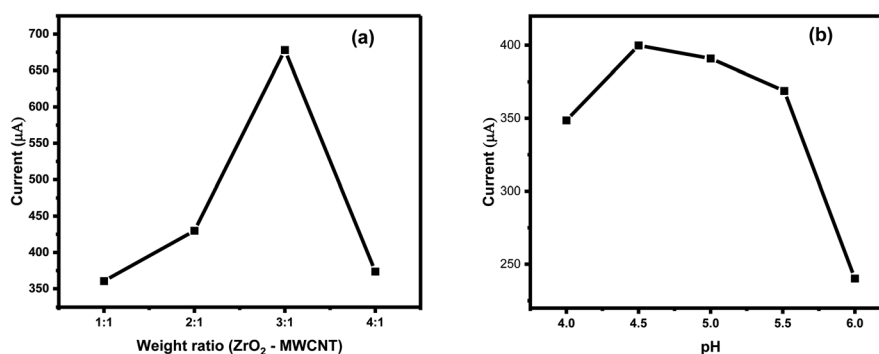 (a)
Current (µA)
700
650
600
550
500
450
400
350
1:1 2:1 3:1 4:1
Weight ratio (ZrO₂ - MWCNT)
(b)
Current (µA)
400
350
300
250
4.0 4.5 5.0 5.5 6.0
pH